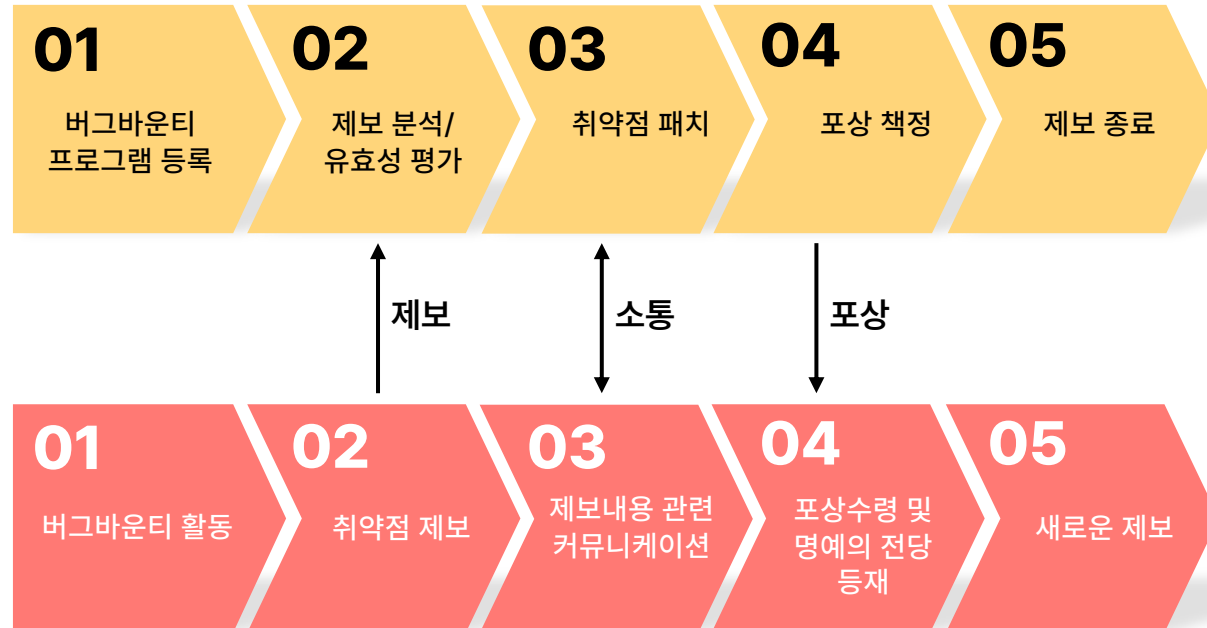 01
버그바운티
프로그램 등록
02
제보 분석/
유효성 평가
03
취약점 패치
04
포상 책정
05
제보 종료
제보
소통
포상
01
버그바운티 활동
02
취약점 제보
03
제보내용 관련
커뮤니케이션
04
포상수령 및
명예의 전당
등재
05
새로운 제보